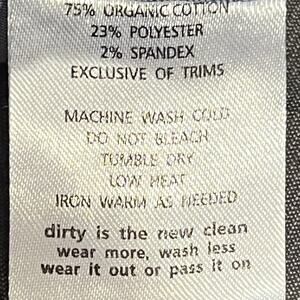 75% ORGANIC COTTON
23% POLYESTER
2% SPANDEX
EXCLUSIVE OF TRIMS
MACHINE WASH COLD
DO NOT BLEACH
TUMBLE DRY
LOW HEAT
IRON WARM AS NEEDED
dirty is the new clean
wear more, wash less
wear it out or pass it on